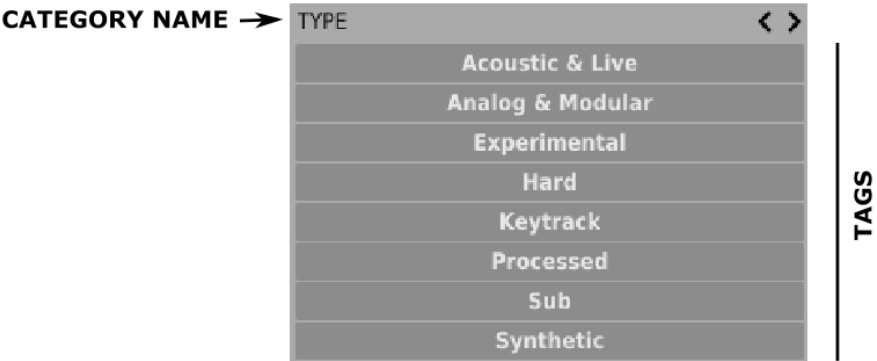 CATEGORY NAME TYPE
Acoustic & Live
Analog & Modular
Experimental
Hard
Keytrack
Processed
Sub
Synthetic
TAGS